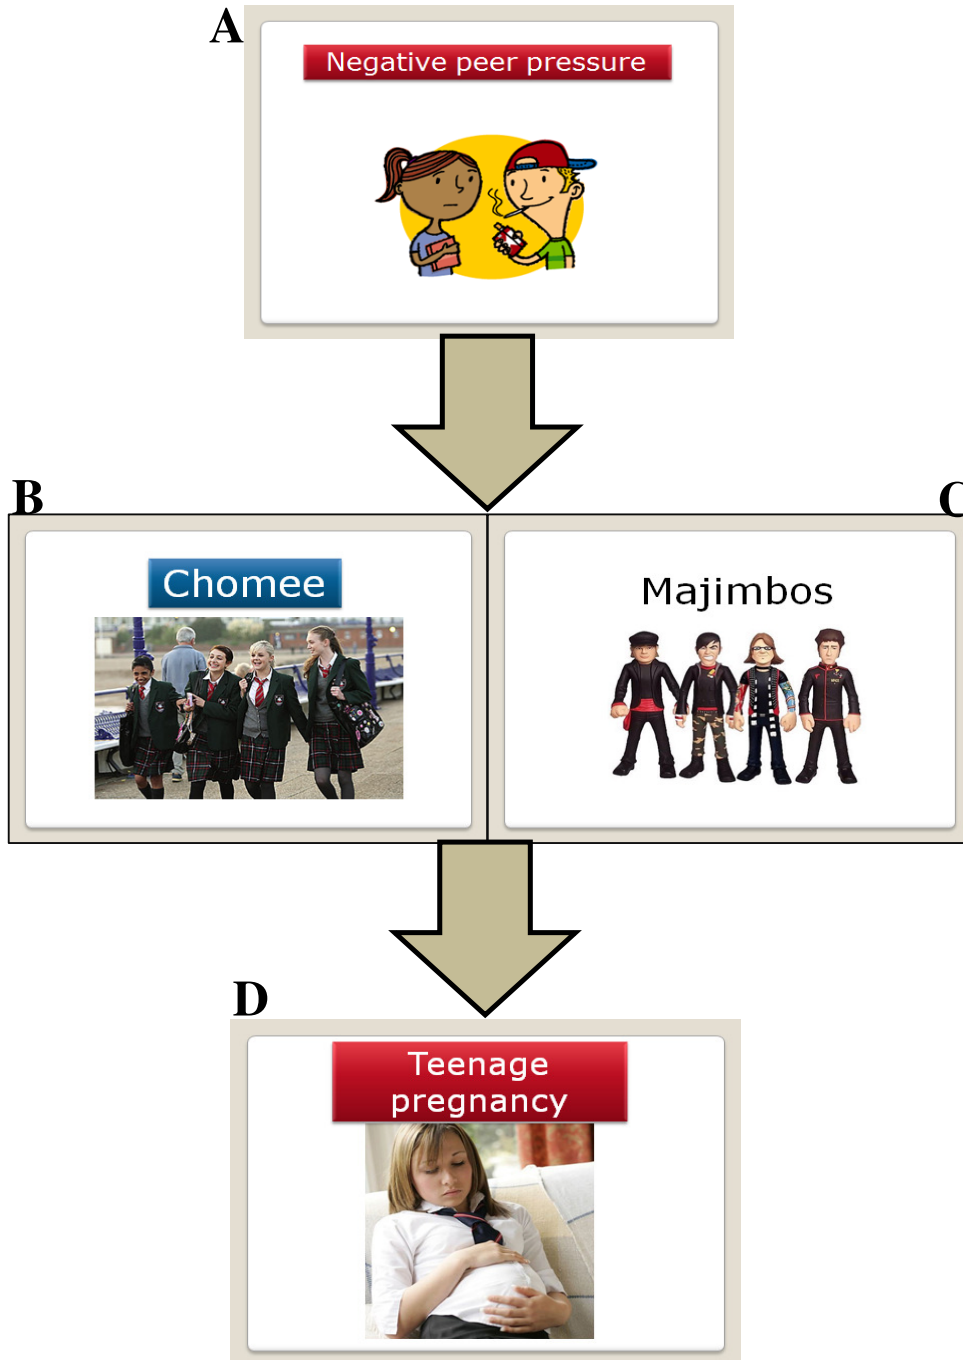 A
Negative peer pressure
B
C
Chomee
Majimbos
D
Teenage
pregnancy